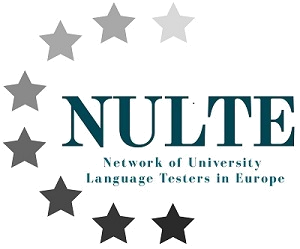 NULTE
Network of University
Language Testers in Europe